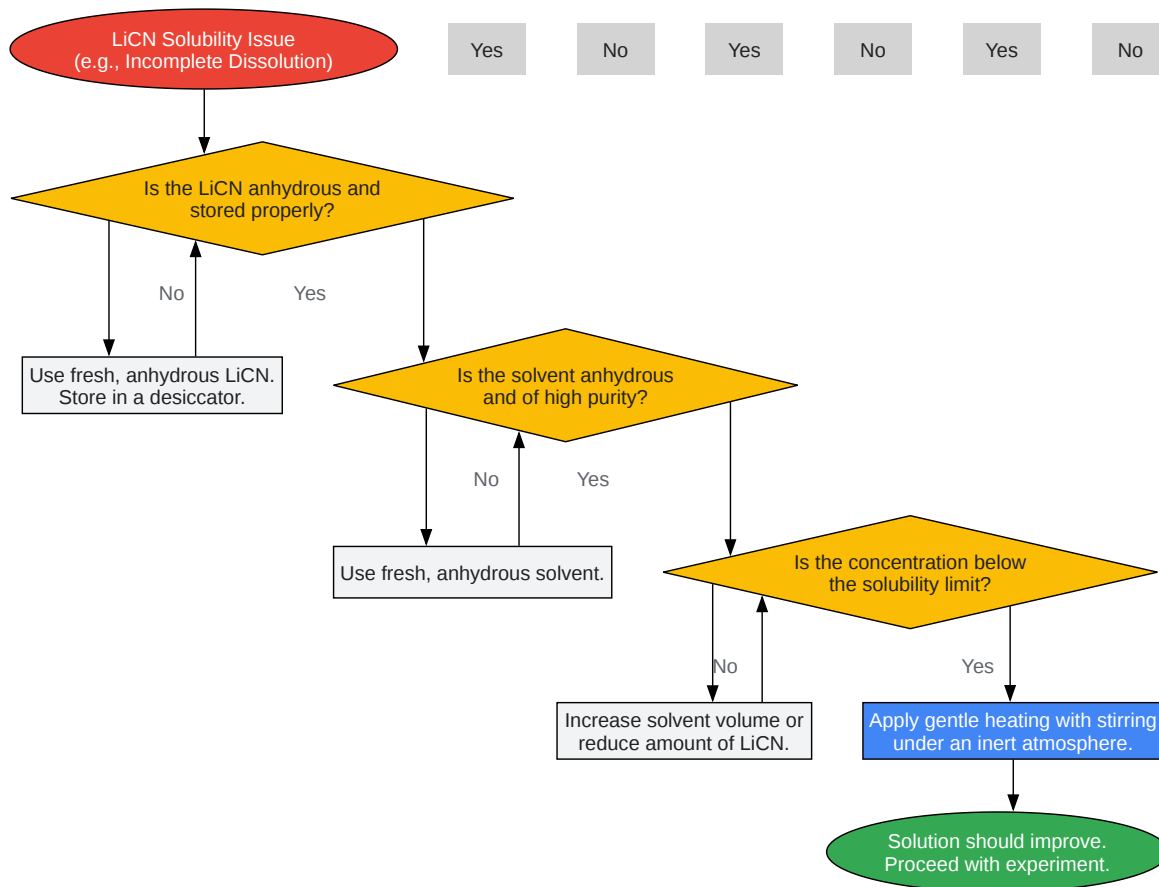 LiCN Solubility Issue
(e.g., Incomplete Dissolution)
Yes
No
Yes
No
Yes
No
Is the LiCN anhydrous and
stored properly?
No
Yes
Use fresh, anhydrous LiCN.
Store in a desiccator.
Is the solvent anhydrous
and of high purity?
No
Yes
Use fresh, anhydrous solvent.
Is the concentration below
the solubility limit?
No
Yes
Increase solvent volume or
reduce amount of LiCN.
Apply gentle heating with stirring
under an inert atmosphere.
Solution should improve.
Proceed with experiment.